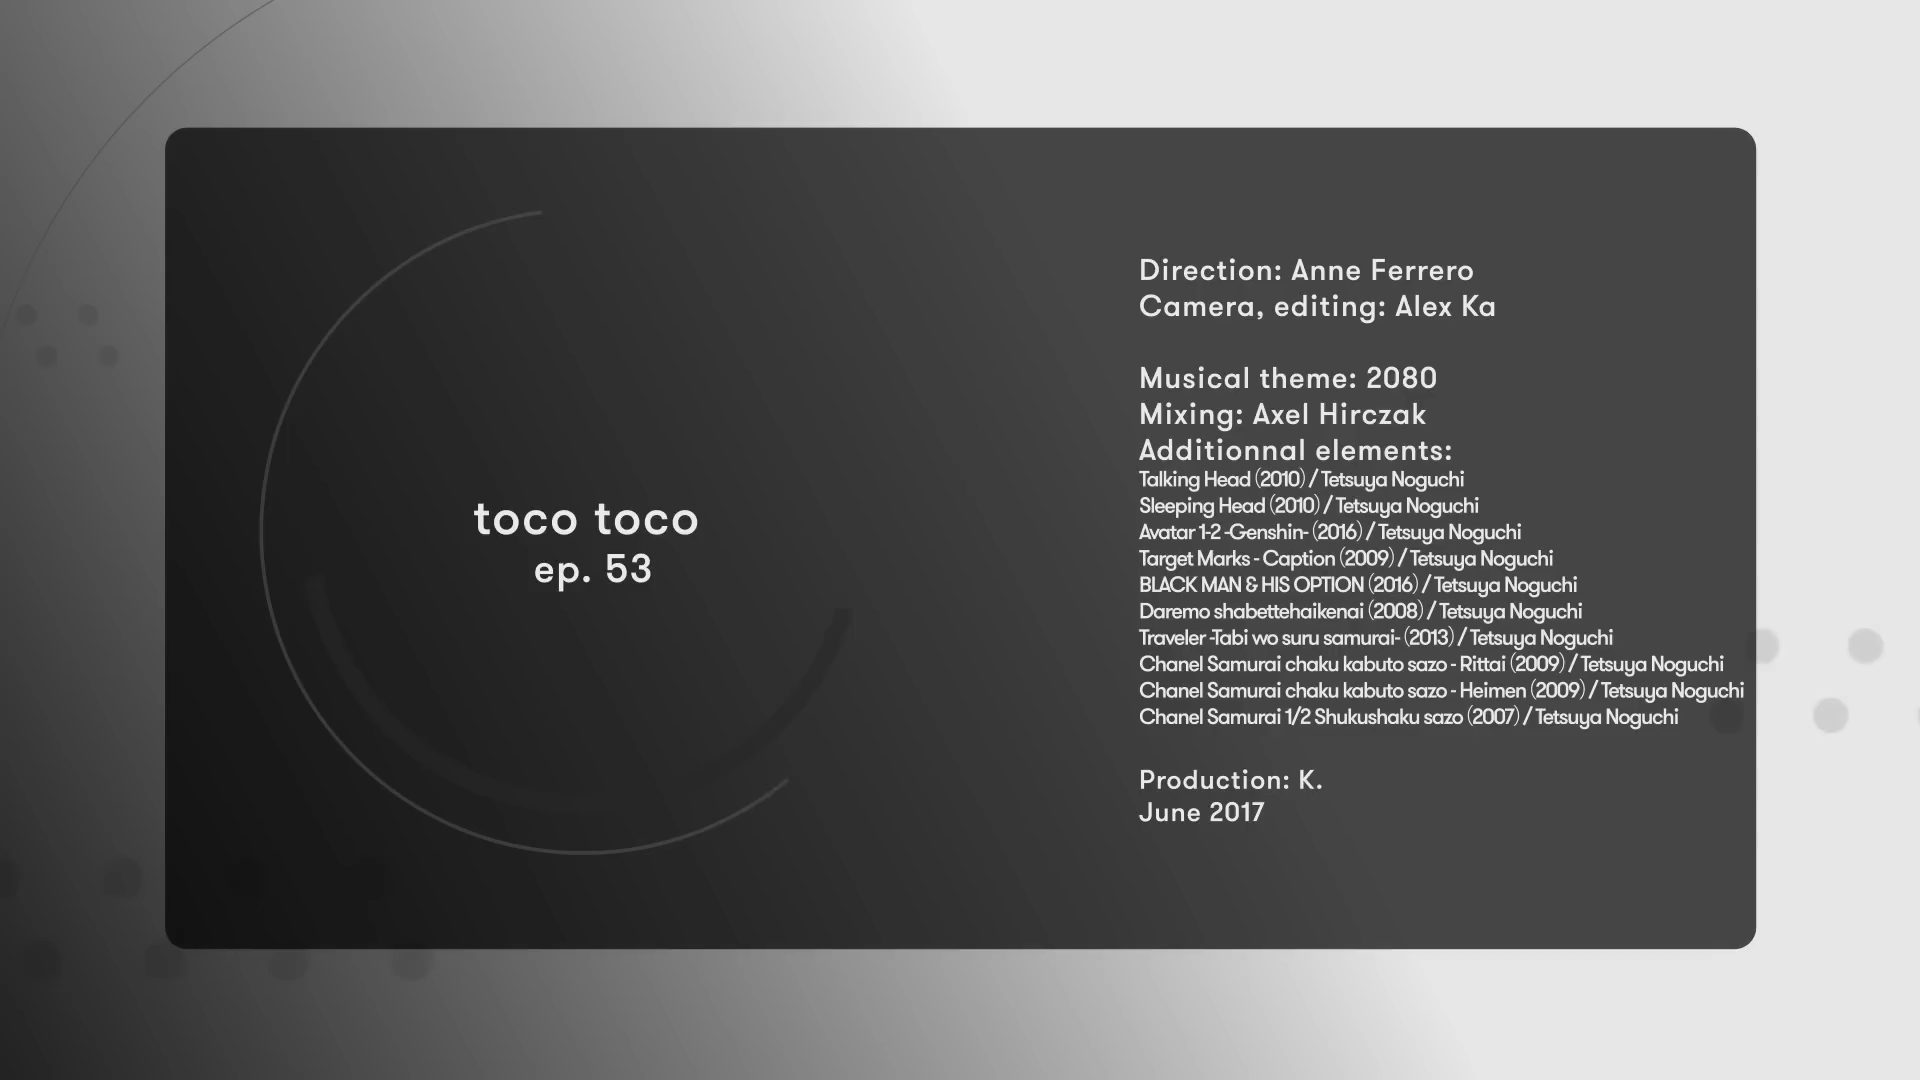 toco toco
ep. 53
Direction: Anne Ferrero
Camera, editing: Alex Ka
Musical theme: 2080
Mixing: Axel Hirczak
Additionnal elements:
Talking Head (2010) / Tetsuya Noguchi
Sleeping Head (2010) / Tetsuya Noguchi
Avatar 1-2 -Genshin- (2016) / Tetsuya Noguchi
Target Marks - Caption (2009) / Tetsuya Noguchi
BLACK MAN & HIS OPTION (2016) / Tetsuya Noguchi
Daremo shabettehaikenai (2008) / Tetsuya Noguchi
Traveler -Tabi wo suru samurai- (2013) / Tetsuya Noguchi
Chanel Samurai chaku kabuto sazo - Rittai (2009) / Tetsuya Noguchi
Chanel Samurai chaku kabuto sazo - Heimen (2009) / Tetsuya Noguchi
Chanel Samurai 1/2 Shukushaku sazo (2007) / Tetsuya Noguchi
Production: K.
June 2017